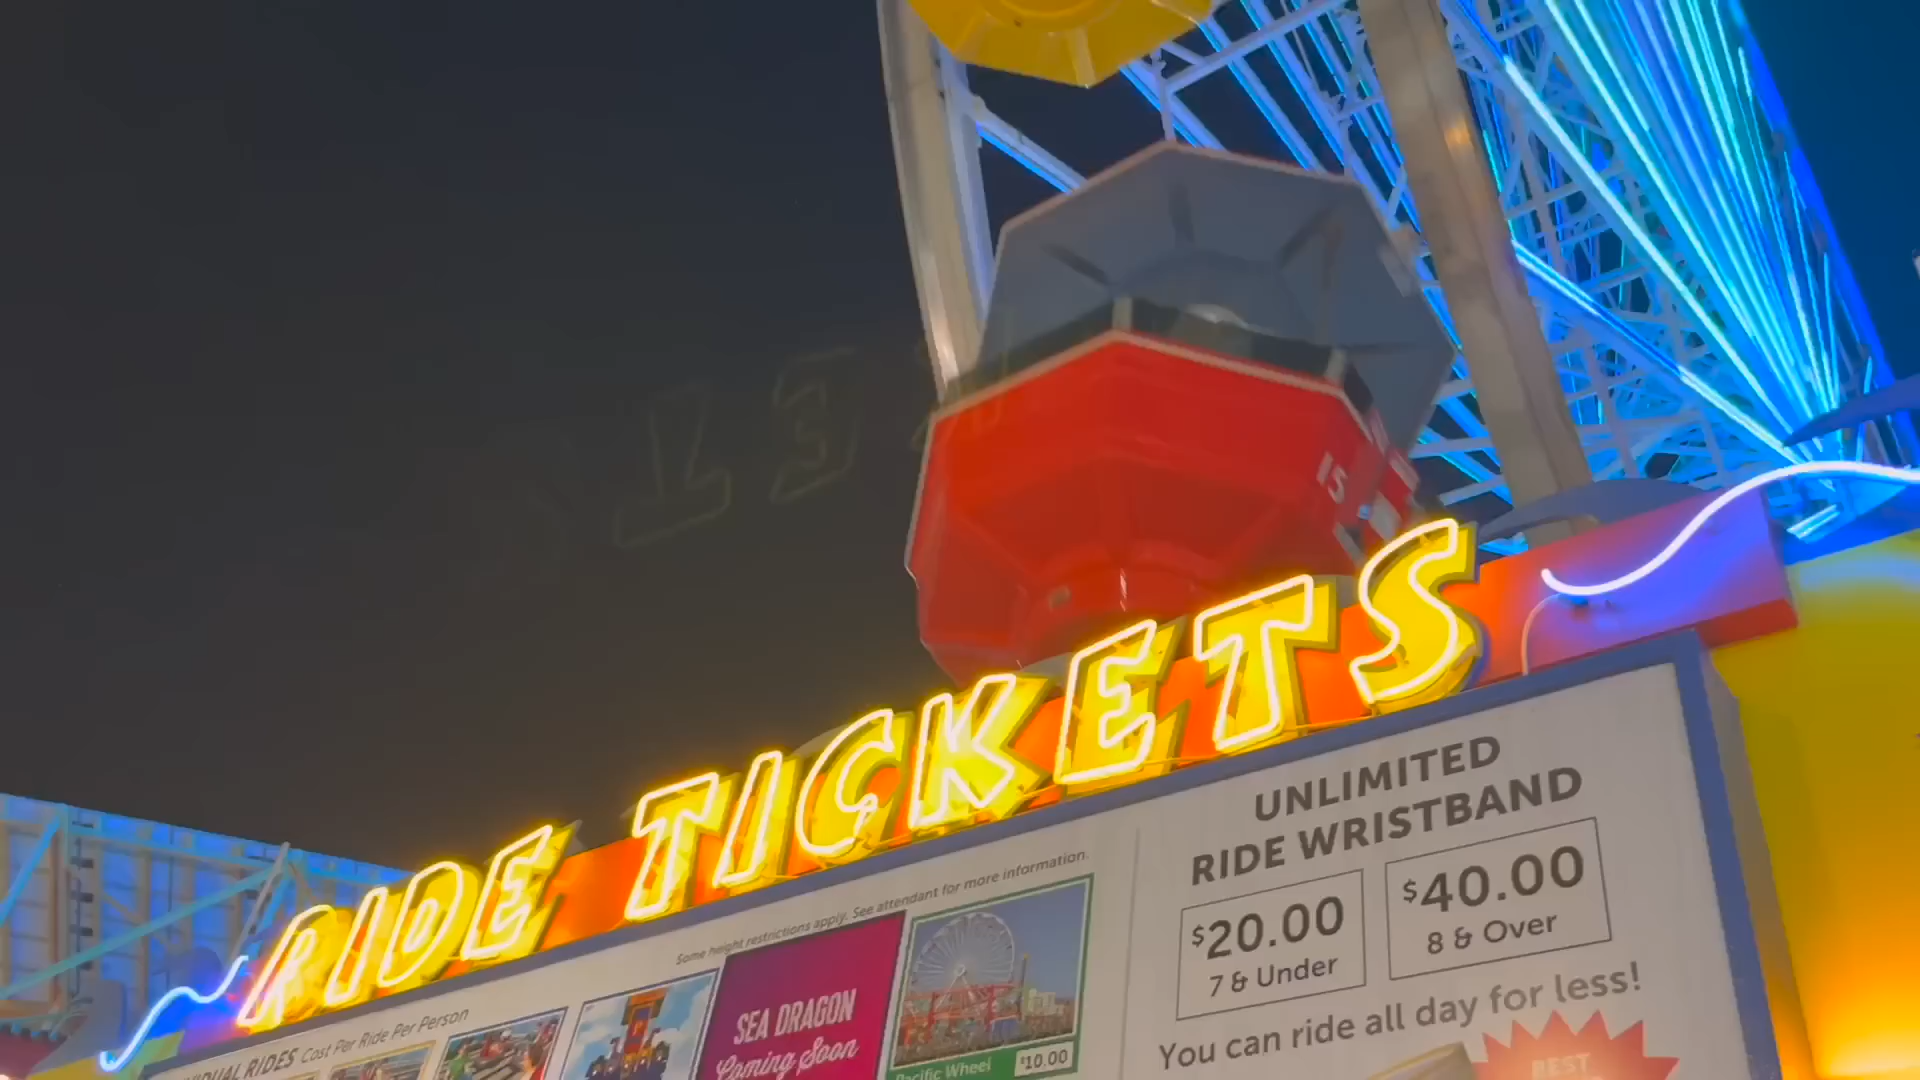 15
RIDE TICKETS
UNLIMITED
RIDE WRISTBAND
$20.00
7 & Under
$40.00
8 & Over
You can ride all day for less!
BEST
Some height restrictions apply. See attendant for more information.
RIDES Cost Per Ride Per Person
SEA DRAGON
Coming Soon
Pacific Wheel
$10.00